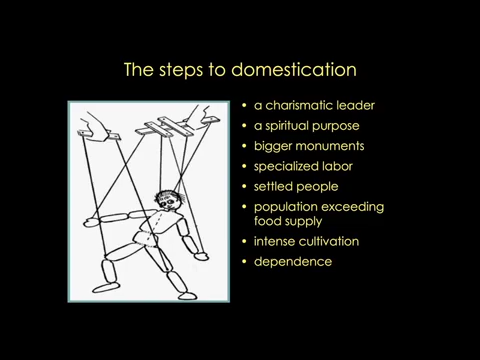 The steps to domestication
• a charismatic leader
• a spiritual purpose
• bigger monuments
• specialized labor
• settled people
• population exceeding
food supply
• intense cultivation
• dependence